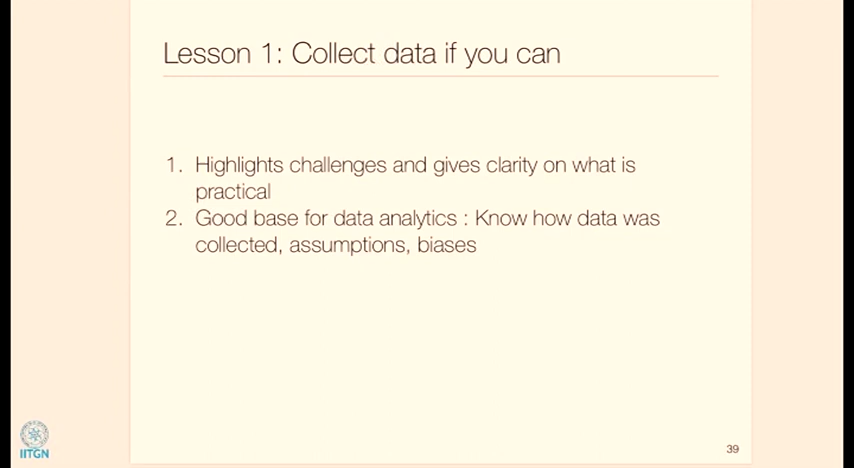 Lesson 1: Collect data if you can
1. Highlights challenges and gives clarity on what is
practical
2. Good base for data analytics : Know how data was
collected, assumptions, biases
39
IITGN